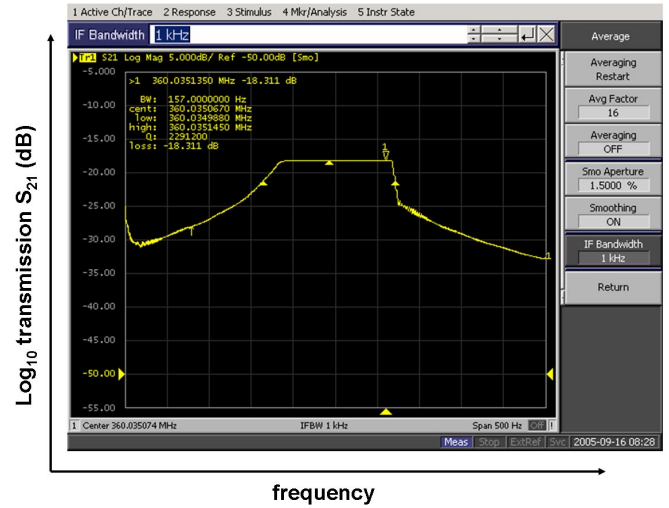 1 Active Ch/Trace 2 Response 3 Stimulus 4 Mkr/Analysis 5 Instr State
IF Bandwidth 1 kHz
Tr1 S21 Log Mag 5.000dB/ Ref -50.00dB [Smo]
-5.000
-10.00
-15.00
-20.00
-25.00
-30.00
-35.00
-40.00
-45.00
-50.00
-55.00
>1 360.0351350 MHz -18.311 dB
BW: 157.0000000 Hz
cent: 360.0350670 MHz
low: 360.0349880 MHz
high: 360.0351450 MHz
Q: 2291200
loss: -18.311 dB
1
1
Average
Averaging
Restart
Avg Factor
16
Averaging
OFF
Smo Aperture
1.5000 %
Smoothing
ON
IF Bandwidth
1 kHz
Return
1 Center 360.035074 MHz IFBW 1 kHz Span 500 Hz Off !
Meas Stop ExtRef Svc 2005-09-16 08:28
Log10 transmission S21 (dB)
frequency